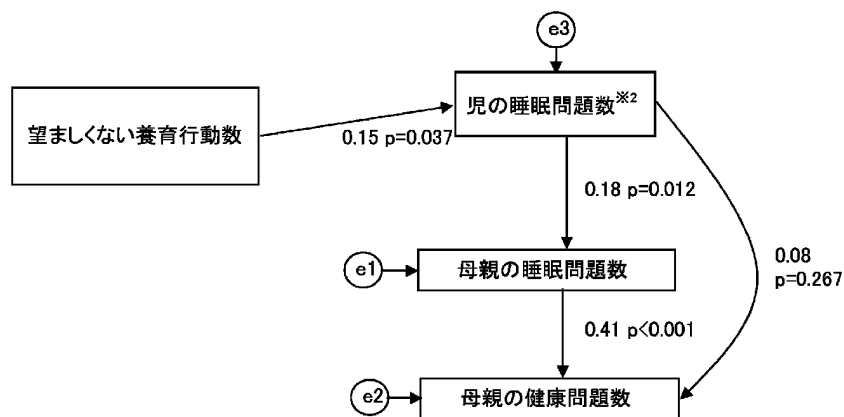 e3
児の睡眠問題数※2
望ましくない養育行動数
0.15 p=0.037
0.18 p=0.012
e1
母親の睡眠問題数
0.08
p=0.267
0.41 p<0.001
e2
母親の健康問題数